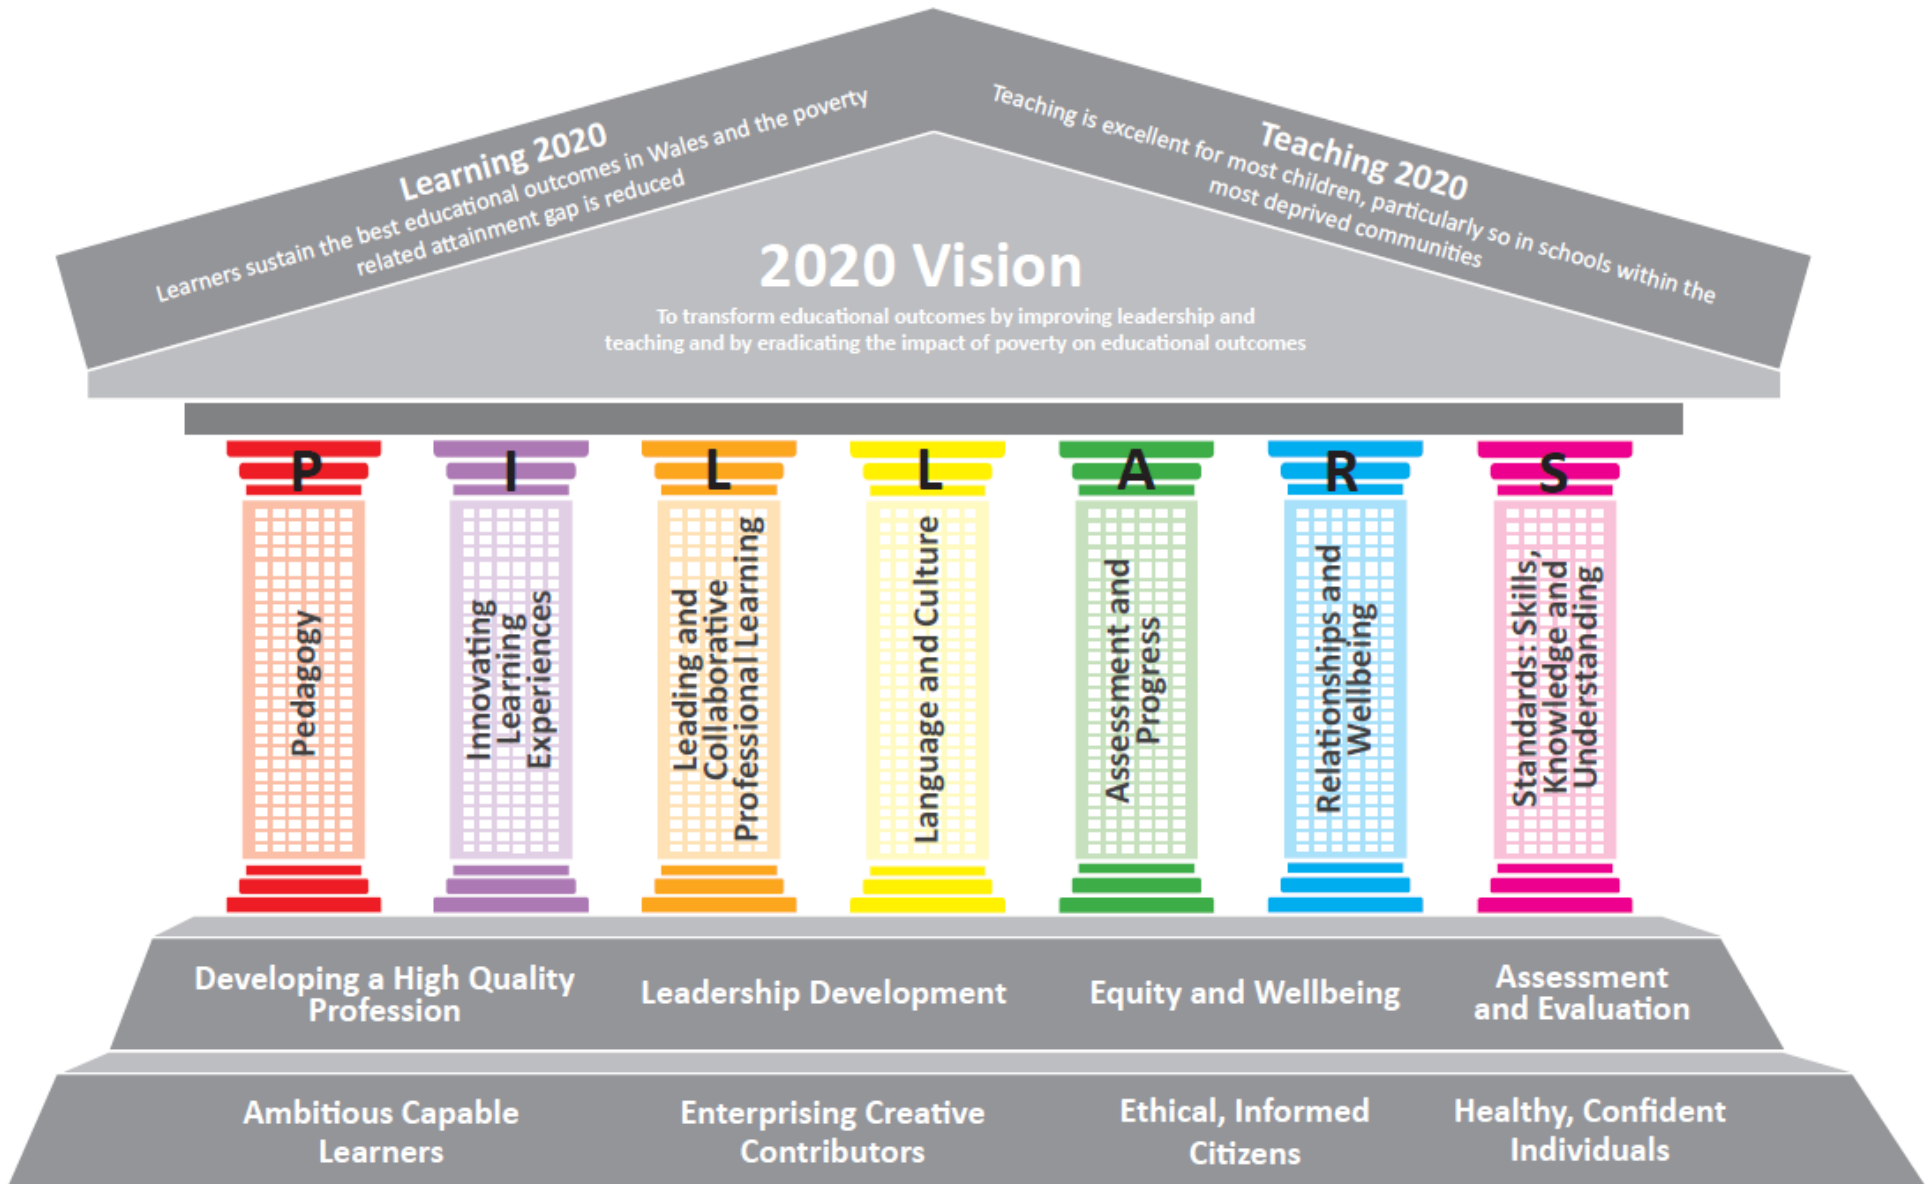 Learning 2020
Learners sustain the best educational outcomes in Wales and the poverty
related attainment gap is reduced
Teaching 2020
Teaching is excellent for most children, particularly so in schools within the
most deprived communities
2020 Vision
To transform educational outcomes by improving leadership and
teaching and by eradicating the impact of poverty on educational outcomes
P
I
L
L
A
R
S
Pedagogy
Innovating
Learning
Experiences
Leading and
Collaborative
Professional Learning
Language and Culture
Assessment and
Progress
Relationships and
Wellbeing
Standards: Skills,
Knowledge and
Understanding
Developing a High Quality
Profession
Leadership Development
Equity and Wellbeing
Assessment
and Evaluation
Ambitious Capable
Learners
Enterprising Creative
Contributors
Ethical, Informed
Citizens
Healthy, Confident
Individuals